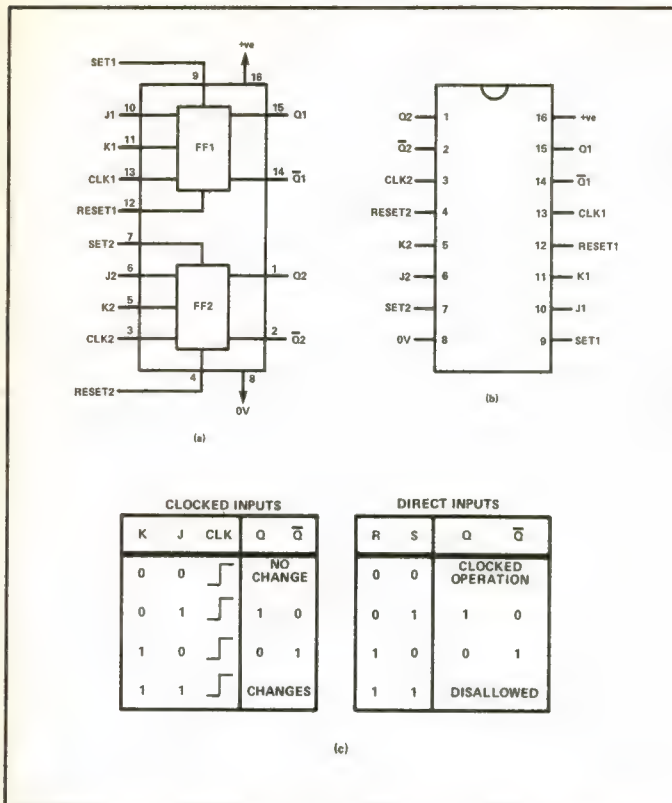 +ve
SET1
9
16
J1 10
15 Q1
K1 11
FF1
CLK1 13
14 Q̅1
RESET1 12
SET2
7
J2 6
1 Q2
K2 5
FF2
CLK2 3
2 Q̅2
4
8
RESET2
0V
(a)
Q2 1
16 +ve
Q̅2 2
15 Q1
CLK2 3
14 Q̅1
RESET2 4
13 CLK1
K2 5
12 RESET1
J2 6
11 K1
SET2 7
10 J1
0V 8
9 SET1
(b)
CLOCKED INPUTS
K J CLK Q Q̅
0 0 NO CHANGE
0 1 1 0
1 0 0 1
1 1 CHANGES
DIRECT INPUTS
R S Q Q̅
0 0 CLOCKED OPERATION
0 1 1 0
1 0 0 1
1 1 DISALLOWED
(c)